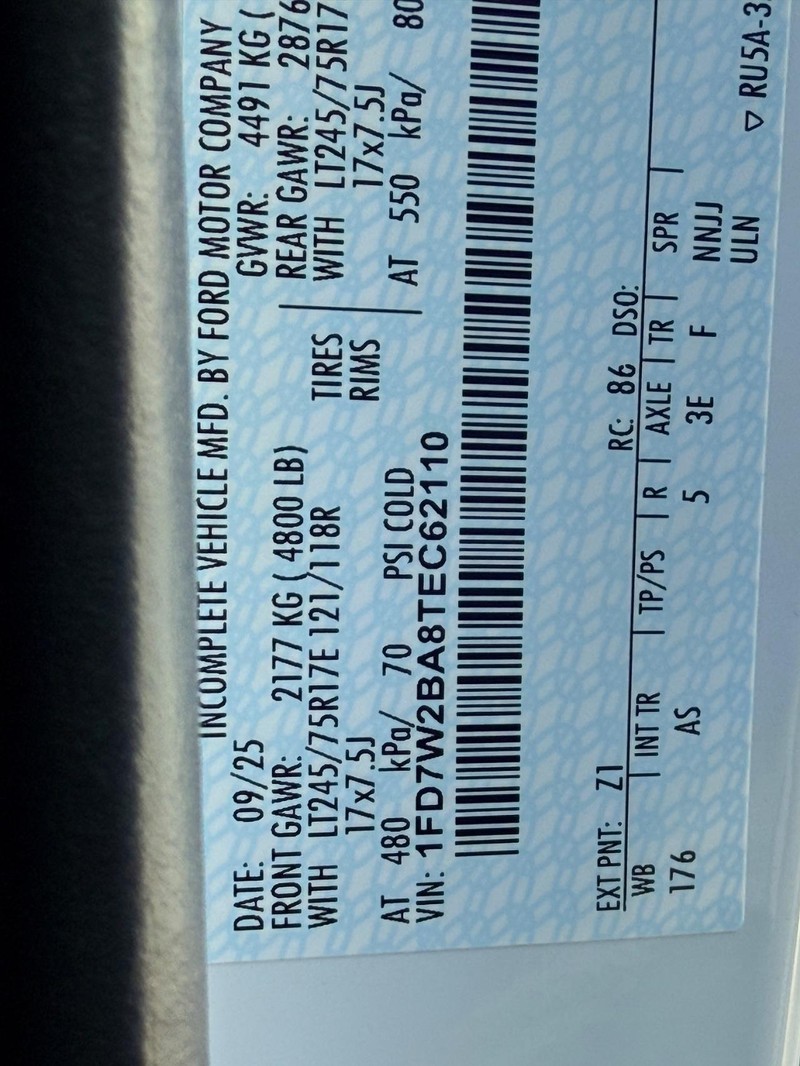 INCOMPLETE VEHICLE MFD. BY FORD MOTOR COMPANY
DATE: 09/25 GVWR: 4491 KG (
FRONT GAWR: 2177 KG ( 4800 LB) REAR GAWR: 2876
WITH LT245/75R17E 121/118R TIRES WITH LT245/75R17
17x7.5J RIMS 17x7.5J
AT 480 kPa/ 70 PSI COLD AT 550 kPa/ 80
VIN: 1FD7W2BA8TEC62110
EXT PNT: Z1 RC: 86 DSO:
WB INT TR TP/PS R AXLE TR SPR
176 AS 5 3E F NNJJ
ULN
▽ RU5A-3